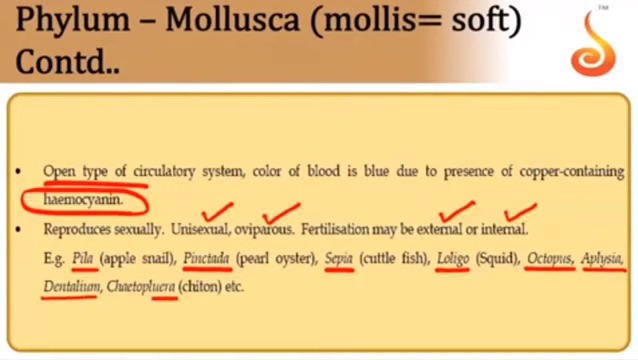 Phylum – Mollusca (mollis= soft)
Contd..
TM
• Open type of circulatory system, color of blood is blue due to presence of copper-containing
haemocyanin.
• Reproduces sexually. Unisexual, oviparous. Fertilisation may be external or internal.
E.g. Pila (apple snail), Pinctada (pearl oyster), Sepia (cuttle fish), Loligo (Squid), Octopus, Aplysia,
Dentalium, Chaetopluera (chiton) etc.